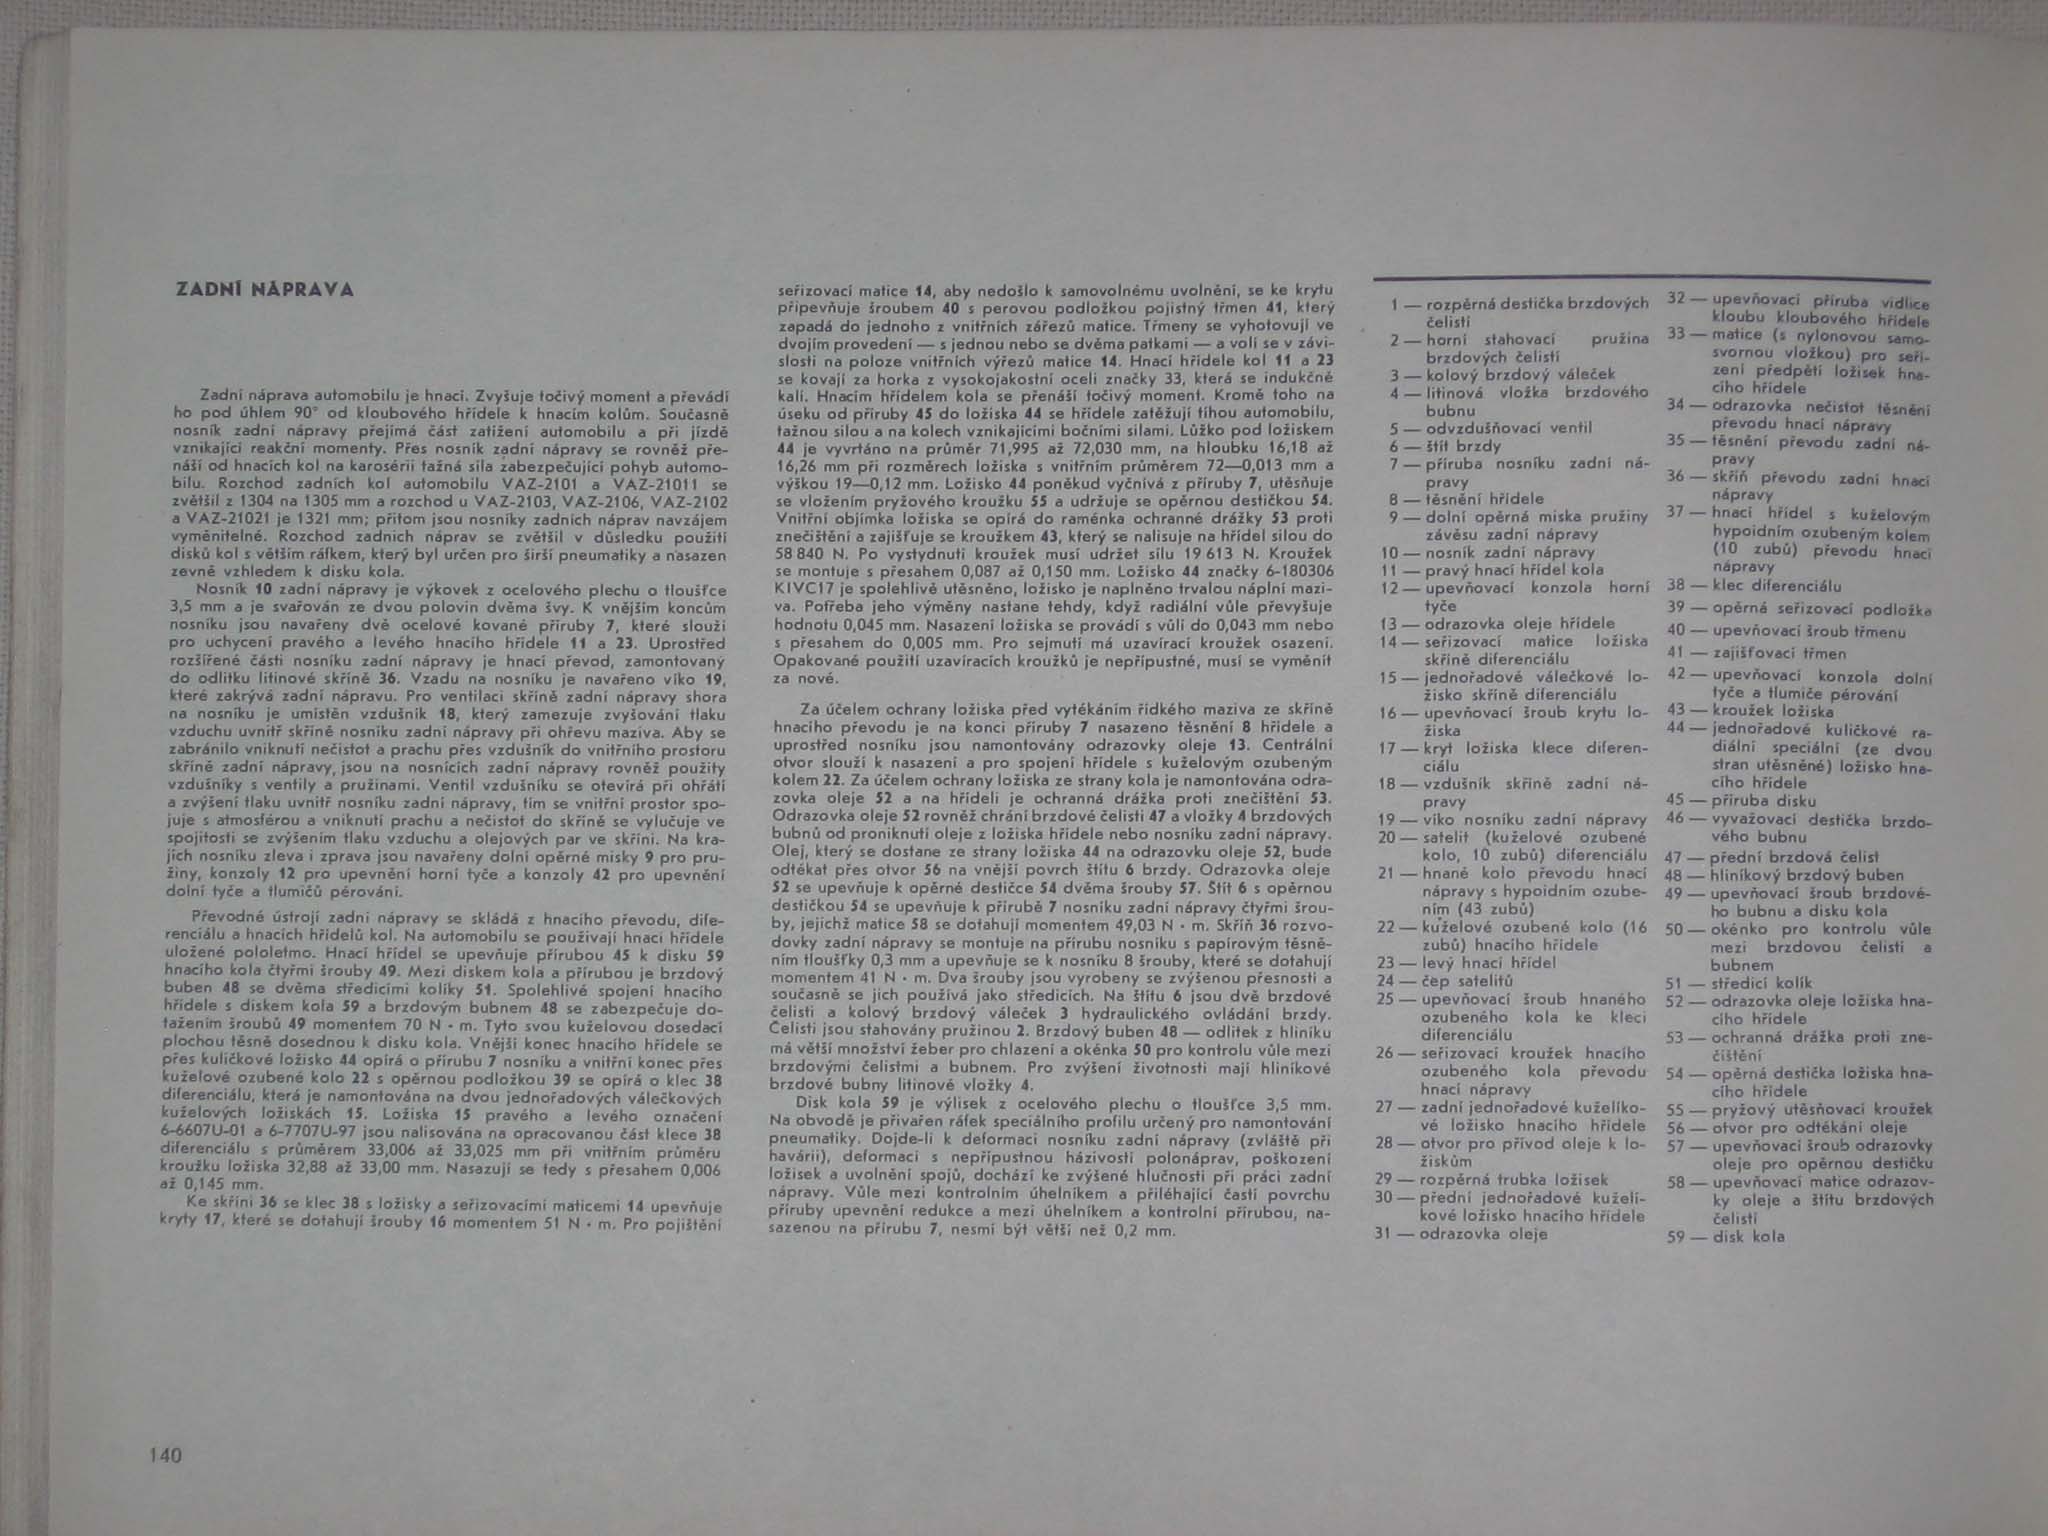 ZADNÍ NÁPRAVA
Zadní náprava automobilu je hnací. Zvyšuje točivý moment a převádí
ho pod úhlem 90° od kloubového hřídele k hnacím kolům. Současně
nosník zadní nápravy přejímá část zatížení automobilu a při jízdě
vznikající reakční momenty. Přes nosník zadní nápravy se rovněž pře-
náší od hnacích kol na karosérii tažná síla zabezpečující pohyb automo-
bilu. Rozchod zadních kol automobilu VAZ-2101 a VAZ-21011 se
zvětšil z 1304 na 1305 mm a rozchod u VAZ-2103, VAZ-2106, VAZ-2102
a VAZ-21021 je 1321 mm; přitom jsou nosníky zadních náprav navzájem
vyměnitelné. Rozchod zadních náprav se zvětšil v důsledku použití
disků kol s větším ráfkem, který byl určen pro širší pneumatiky a nasazen
zevně vzhledem k disku kola.
Nosník 10 zadní nápravy je výkovek z ocelového plechu o tloušťce
3,5 mm a je svařován ze dvou polovin dvěma švy. K vnějším koncům
nosníku jsou navařeny dvě ocelové kované příruby 7, které slouží
pro uchycení pravého a levého hnacího hřídele 11 a 23. Uprostřed
rozšířené části nosníku zadní nápravy je hnací převod, zamontovaný
do odlitku litinové skříně 36. Vzadu na nosníku je navařeno víko 19,
které zakrývá zadní nápravu. Pro ventilaci skříně zadní nápravy shora
na nosníku je umístěn vzdušník 18, který zamezuje zvyšování tlaku
vzduchu uvnitř skříně nosníku zadní nápravy při ohřevu maziva. Aby se
zabránilo vniknutí nečistot a prachu přes vzdušník do vnitřního prostoru
skříně zadní nápravy, jsou na nosnících zadní nápravy rovněž použity
vzdušníky s ventily a pružinami. Ventil vzdušníku se otevírá při ohřátí
a zvýšení tlaku uvnitř nosníku zadní nápravy, tím se vnitřní prostor spo-
juje s atmosférou a vniknutí prachu a nečistot do skříně se vylučuje ve
spojitosti se zvýšením tlaku vzduchu a olejových par ve skříni. Na kra-
jích nosníku zleva i zprava jsou navařeny dolní opěrné misky 9 pro pru-
žiny, konzoly 12 pro upevnění horní tyče a konzoly 42 pro upevnění
dolní tyče a tlumičů pérování.
Převodné ústrojí zadní nápravy se skládá z hnacího převodu, dife-
renciálu a hnacích hřídelů kol. Na automobilu se používají hnací hřídele
uložené pololetmo. Hnací hřídel se upevňuje přírubou 45 k disku 59
hnacího kola čtyřmi šrouby 49. Mezi diskem kola a přírubou je brzdový
buben 48 se dvěma středicími kolíky 51. Spolehlivé spojení hnacího
hřídele s diskem kola 59 a brzdovým bubnem 48 se zabezpečuje do-
tažením šroubů 49 momentem 70 N · m. Tyto svou kuželovou dosedací
plochou těsně dosednou k disku kola. Vnější konec hnacího hřídele se
přes kuličkové ložisko 44 opírá o přírubu 7 nosníku a vnitřní konec přes
kuželové ozubené kolo 22 s opěrnou podložkou 39 se opírá o klec 38
diferenciálu, která je namontována na dvou jednořadových válečkových
kuželových ložiskách 15. Ložiska 15 pravého a levého označení
6-6607U-01 a 6-7707U-97 jsou nalisována na opracovanou část klece 38
diferenciálu s průměrem 33,006 až 33,025 mm při vnitřním průměru
kroužku ložiska 32,88 až 33,00 mm. Nasazují se tedy s přesahem 0,006
až 0,145 mm.
Ke skříni 36 se klec 38 s ložisky a seřizovacími maticemi 14 upevňuje
kryty 17, které se dotahují šrouby 16 momentem 51 N · m. Pro pojištění
seřizovací matice 14, aby nedošlo k samovolnému uvolnění, se ke krytu
připevňuje šroubem 40 s perovou podložkou pojistný třmen 41, který
zapadá do jednoho z vnitřních zářezů matice. Třmeny se vyhotovují ve
dvojím provedení — s jednou nebo se dvěma patkami — a volí se v závi-
slosti na poloze vnitřních výřezů matice 14. Hnací hřídele kol 11 a 23
se kovají za horka z vysokojakostní oceli značky 33, která se indukčně
kalí. Hnacím hřídelem kola se přenáší točivý moment. Kromě toho na
úseku od příruby 45 do ložiska 44 se hřídele zatěžují tíhou automobilu,
tažnou silou a na kolech vznikajícími bočními silami. Lůžko pod ložiskem
44 je vyvrtáno na průměr 71,995 až 72,030 mm, na hloubku 16,18 až
16,26 mm při rozměrech ložiska s vnitřním průměrem 72—0,013 mm a
výškou 19—0,12 mm. Ložisko 44 poněkud vyčnívá z příruby 7, utěsňuje
se vložením pryžového kroužku 55 a udržuje se opěrnou destičkou 54.
Vnitřní objímka ložiska se opírá do raménka ochranné drážky 53 proti
znečištění a zajišťuje se kroužkem 43, který se nalisuje na hřídel silou do
58 840 N. Po vystydnutí kroužek musí udržet sílu 19 613 N. Kroužek
se montuje s přesahem 0,087 až 0,150 mm. Ložisko 44 značky 6-180306
KIVC17 je spolehlivě utěsněno, ložisko je naplněno trvalou náplní mazi-
va. Potřeba jeho výměny nastane tehdy, když radiální vůle převyšuje
hodnotu 0,045 mm. Nasazení ložiska se provádí s vůlí do 0,043 mm nebo
s přesahem do 0,005 mm. Pro sejmutí má uzavírací kroužek osazení.
Opakované použití uzavíracích kroužků je nepřípustné, musí se vyměnit
za nové.
Za účelem ochrany ložiska před vytékáním řídkého maziva ze skříně
hnacího převodu je na konci příruby 7 nasazeno těsnění 8 hřídele a
uprostřed nosníku jsou namontovány odrazovky oleje 13. Centrální
otvor slouží k nasazení a pro spojení hřídele s kuželovým ozubeným
kolem 22. Za účelem ochrany ložiska ze strany kola je namontována odra-
zovka oleje 52 a na hřídeli je ochranná drážka proti znečištění 53.
Odrazovka oleje 52 rovněž chrání brzdové čelisti 47 a vložky 4 brzdových
bubnů od proniknutí oleje z ložiska hřídele nebo nosníku zadní nápravy.
Olej, který se dostane ze strany ložiska 44 na odrazovku oleje 52, bude
odtékat přes otvor 56 na vnější povrch štítu 6 brzdy. Odrazovka oleje
52 se upevňuje k opěrné destičce 54 dvěma šrouby 57. Štít 6 s opěrnou
destičkou 54 se upevňuje k přírubě 7 nosníku zadní nápravy čtyřmi šrou-
by, jejichž matice 58 se dotahují momentem 49,03 N · m. Skříň 36 rozvo-
dovky zadní nápravy se montuje na přírubu nosníku s papírovým těsně-
ním tloušťky 0,3 mm a upevňuje se k nosníku 8 šrouby, které se dotahují
momentem 41 N · m. Dva šrouby jsou vyrobeny se zvýšenou přesností a
současně se jich používá jako středicích. Na štítu 6 jsou dvě brzdové
čelisti a kolový brzdový váleček 3 hydraulického ovládání brzdy.
Čelisti jsou stahovány pružinou 2. Brzdový buben 48 — odlitek z hliníku
má větší množství žeber pro chlazení a okénka 50 pro kontrolu vůle mezi
brzdovými čelistmi a bubnem. Pro zvýšení životnosti mají hliníkové
brzdové bubny litinové vložky 4.
Disk kola 59 je výlisek z ocelového plechu o tloušťce 3,5 mm.
Na obvodě je přivařen ráfek speciálního profilu určený pro namontování
pneumatiky. Dojde-li k deformaci nosníku zadní nápravy (zvláště při
havárii), deformaci s nepřípustnou házivostí polonáprav, poškození
ložisek a uvolnění spojů, dochází ke zvýšené hlučnosti při práci zadní
nápravy. Vůle mezi kontrolním úhelníkem a přiléhající částí povrchu
příruby upevnění redukce a mezi úhelníkem a kontrolní přírubou, na-
sazenou na přírubu 7, nesmí být větší než 0,2 mm.
1 — rozpěrná destička brzdových
čelistí
2 — horní stahovací pružina
brzdových čelistí
3 — kolový brzdový váleček
4 — litinová vložka brzdového
bubnu
5 — odvzdušňovací ventil
6 — štít brzdy
7 — příruba nosníku zadní ná-
pravy
8 — těsnění hřídele
9 — dolní opěrná miska pružiny
závěsu zadní nápravy
10 — nosník zadní nápravy
11 — pravý hnací hřídel kola
12 — upevňovací konzola horní
tyče
13 — odrazovka oleje hřídele
14 — seřizovací matice ložiska
skříně diferenciálu
15 — jednořadové válečkové lo-
žisko skříně diferenciálu
16 — upevňovací šroub krytu lo-
žiska
17 — kryt ložiska klece diferen-
ciálu
18 — vzdušník skříně zadní ná-
pravy
19 — víko nosníku zadní nápravy
20 — satelit (kuželové ozubené
kolo, 10 zubů) diferenciálu
21 — hnané kolo převodu hnací
nápravy s hypoidním ozube-
ním (43 zubů)
22 — kuželové ozubené kolo (16
zubů) hnacího hřídele
23 — levý hnací hřídel
24 — čep satelitů
25 — upevňovací šroub hnaného
ozubeného kola ke kleci
diferenciálu
26 — seřizovací kroužek hnacího
ozubeného kola převodu
hnací nápravy
27 — zadní jednořadové kuželíko-
vé ložisko hnacího hřídele
28 — otvor pro přívod oleje k lo-
žiskům
29 — rozpěrná trubka ložisek
30 — přední jednořadové kuželí-
kové ložisko hnacího hřídele
31 — odrazovka oleje
32 — upevňovací příruba vidlice
kloubu kloubového hřídele
33 — matice (s nylonovou samo-
svornou vložkou) pro seří-
zení předpětí ložisek hna-
cího hřídele
34 — odrazovka nečistot těsnění
převodu hnací nápravy
35 — těsnění převodu zadní ná-
pravy
36 — skříň převodu zadní hnací
nápravy
37 — hnací hřídel s kuželovým
hypoidním ozubeným kolem
(10 zubů) převodu hnací
nápravy
38 — klec diferenciálu
39 — opěrná seřizovací podložka
40 — upevňovací šroub třmenu
41 — zajišťovací třmen
42 — upevňovací konzola dolní
tyče a tlumiče pérování
43 — kroužek ložiska
44 — jednořadové kuličkové ra-
diální speciální (ze dvou
stran utěsněné) ložisko hna-
cího hřídele
45 — příruba disku
46 — vyvažovací destička brzdo-
vého bubnu
47 — přední brzdová čelist
48 — hliníkový brzdový buben
49 — upevňovací šroub brzdové-
ho bubnu a disku kola
50 — okénko pro kontrolu vůle
mezi brzdovou čelistí a
bubnem
51 — středicí kolík
52 — odrazovka oleje ložiska hna-
cího hřídele
53 — ochranná drážka proti zne-
čištění
54 — opěrná destička ložiska hna-
cího hřídele
55 — pryžový utěsňovací kroužek
56 — otvor pro odtékání oleje
57 — upevňovací šroub odrazovky
oleje pro opěrnou destičku
58 — upevňovací matice odrazov-
ky oleje a štítu brzdových
čelistí
59 — disk kola
140